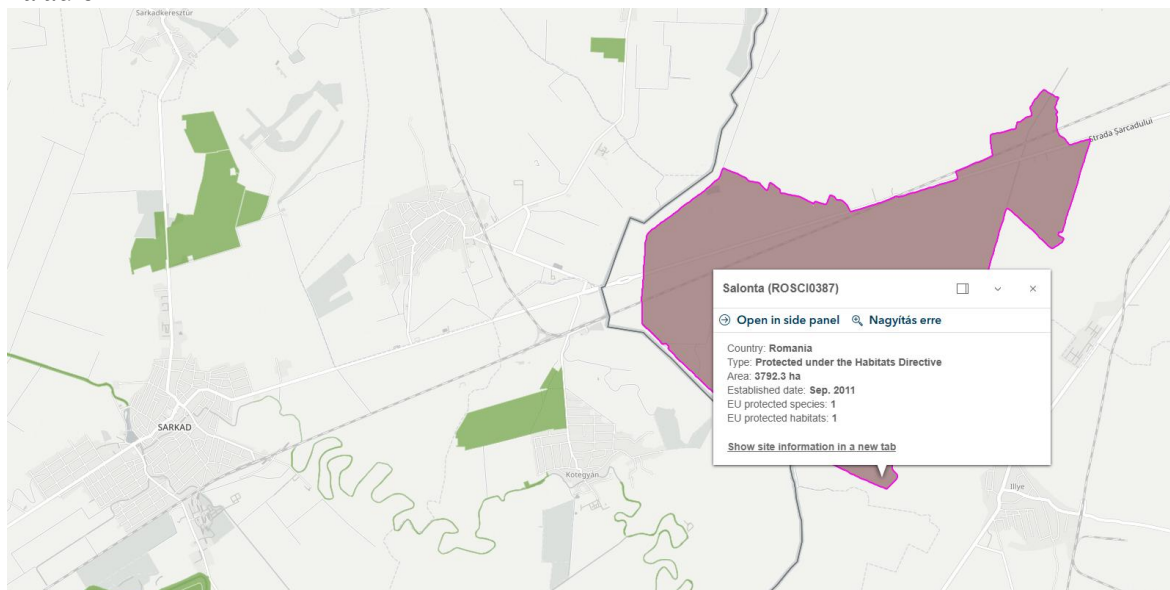 Sarkadkeresztúr
Strada Șarcadului
Salonta (ROSCI0387)
Open in side panel Nagyítás erre
Country: Romania
Type: Protected under the Habitats Directive
Area: 3792.3 ha
Established date: Sep. 2011
EU protected species: 1
EU protected habitats: 1
Show site information in a new tab
SARKAD
Kötegyán
Illye